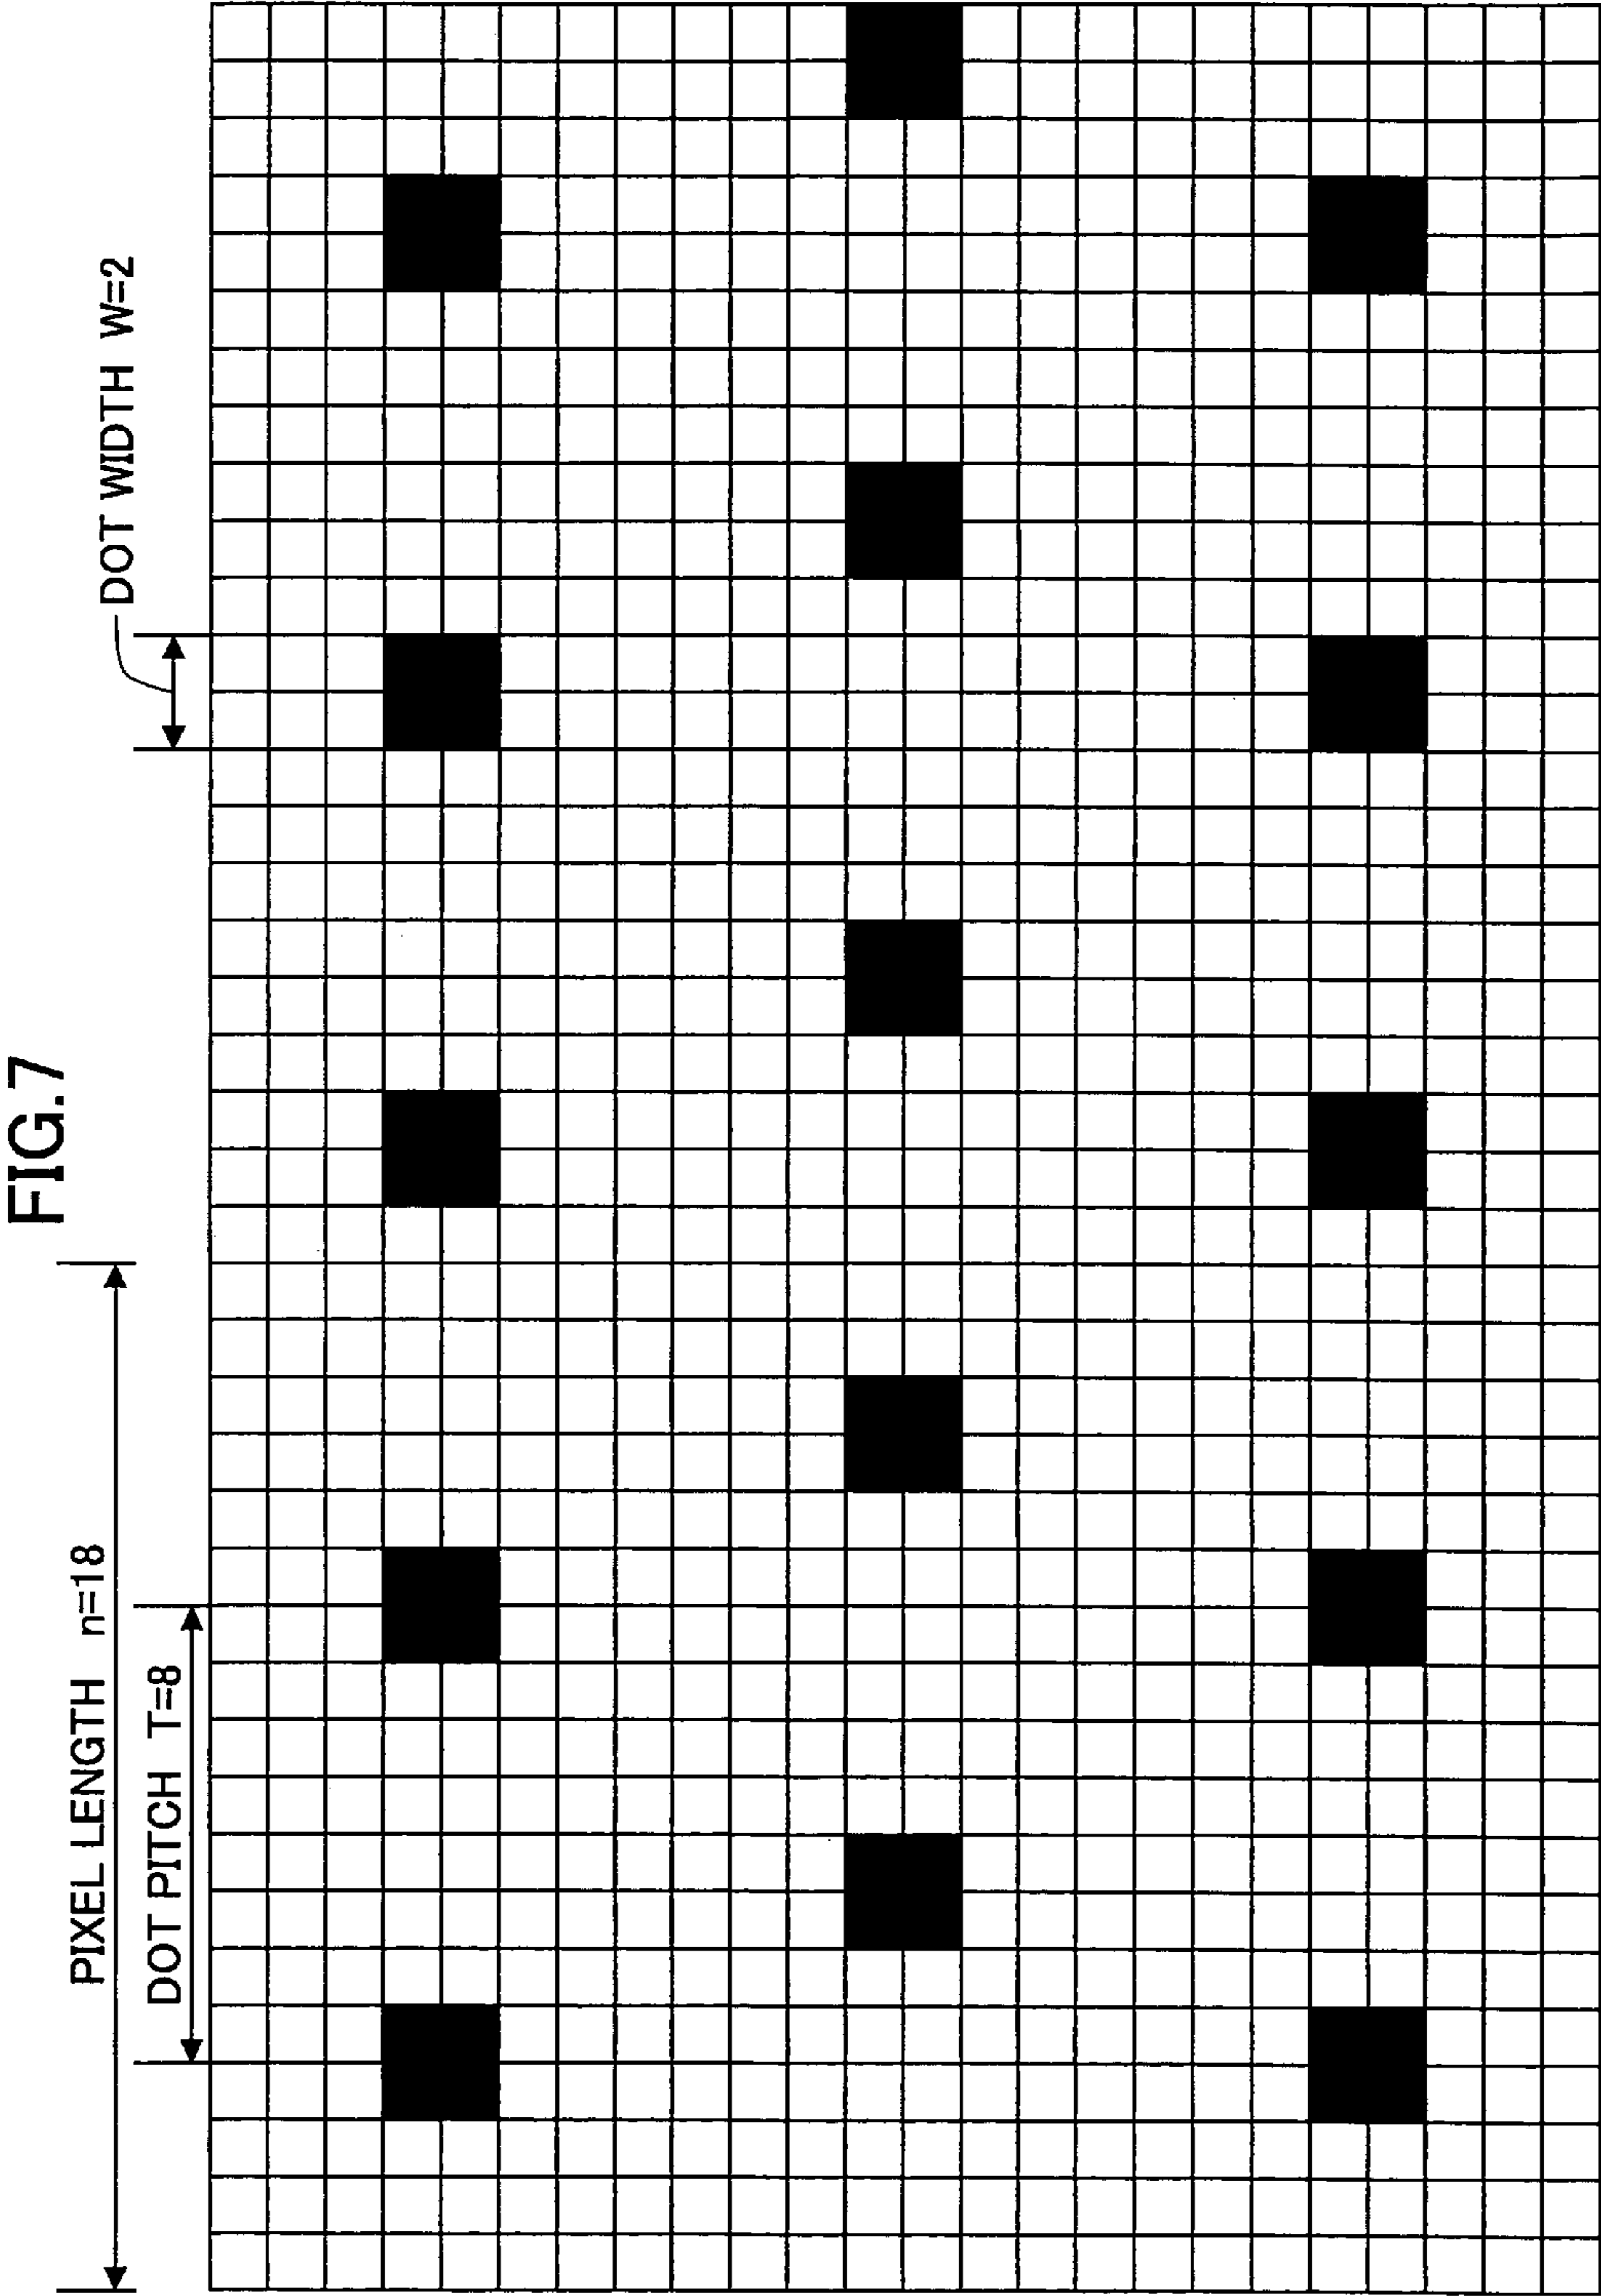 FIG.7
PIXEL LENGTH n=18
DOT PITCH T=8
DOT WIDTH W=2